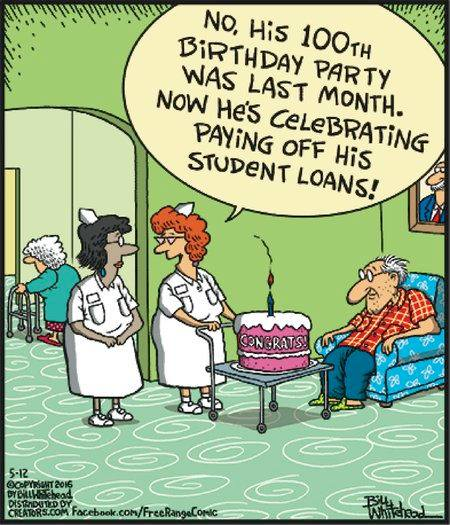 NO, HiS 100TH
BiRTHDAY PARTY
WAS LAST MONTH.
NOW He'S CeLeBRATiNG
PAYiNG OFF HiS
STUDENT LOANS!
CONGRATS!
5-12
©COPYRIGHT 2016
BY Bill Whitehead
DISTRIBUTED BY
CREATORS.COM Facebook.com/FreeRangeComic
Bill
Whitehead